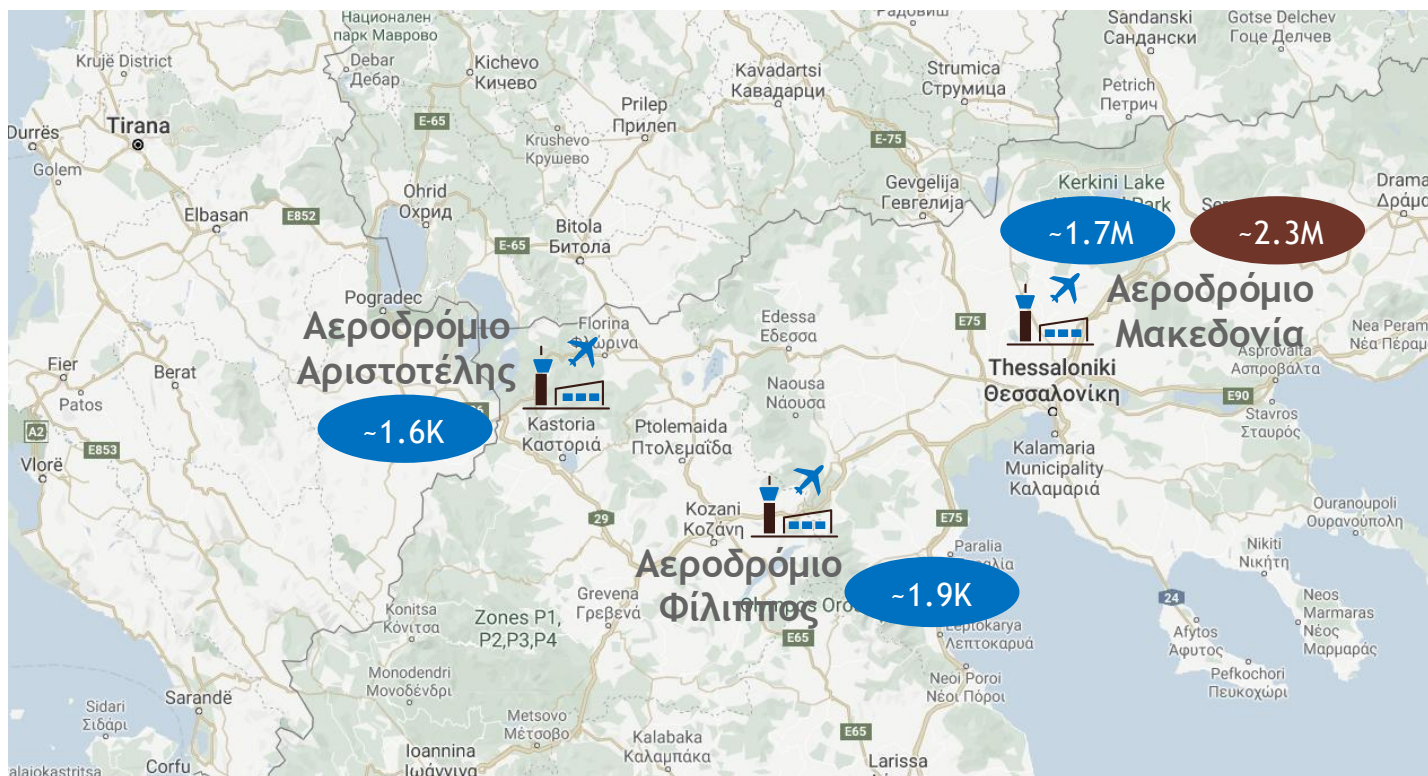 Национален
парк Маврово
Радовиш
Sandanski
Сандански
Gotse Delchev
Гоце Делчев
Krujë District
Debar
Дебар
Kichevo
Кичево
Kavadartsi
Кавадарци
Strumica
Струмица
Petrich
Петрич
Durrës
Tirana
Prilep
Прилеп
E-65
Krushevo
Крушево
E-75
Golem
Ohrid
Охрид
Gevgelija
Гевгелија
Kerkini Lake
Park
Drama
Δράμα
Elbasan
E852
Bitola
Битола
E-65
~1.7M
~2.3M
Pogradec
Αεροδρόμιο
Αριστοτέλης
Florina
Edessa
Έδεσσα
E75
Αεροδρόμιο
Μακεδονία
Nea Peram
Νέα Πέραμ
Asprovalta
Ασπροβάλτα
Fier
Berat
Patos
Naousa
Νάουσα
Thessaloniki
Θεσσαλονίκη
E90
Stavros
Σταυρός
~1.6K
Kastoria
Καστοριά
Ptolemaida
Πτολεμαΐδα
A2
E853
Vlorë
Kalamaria
Municipality
Καλαμαριά
29
Kozani
Κοζάνη
E75
Ouranoupoli
Ουρανούπολη
Paralia
Nikiti
Νικήτη
Αεροδρόμιο
Φίλιππος
~1.9K
Grevena
Γρεβενά
Konitsa
Κόνιτσα
Zones P1,
P2,P3,P4
E65
Leptokarya
Λεπτοκαρυά
24
Afytos
Άφυτος
Neos
Marmaras
Νέος
Μαρμαράς
Monodendri
Μονοδένδρι
Neoi Poroi
Νέοι Πόροι
Pefkochori
Πευκοχώρι
Sarandë
Sidari
Σιδάρι
Metsovo
Μέτσοβο
Kalabaka
Καλαμπάκα
E65
Ioannina
Ιωάννινα
Larissa
Corfu
alaiokastritsa